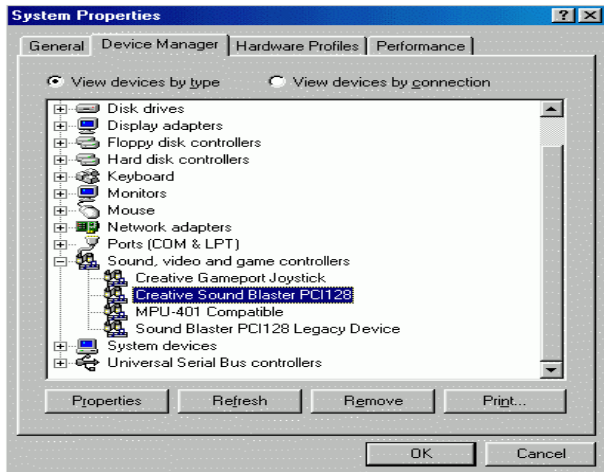 System Properties
General Device Manager Hardware Profiles Performance
View devices by type View devices by connection
Disk drives
Display adapters
Floppy disk controllers
Hard disk controllers
Keyboard
Monitors
Mouse
Network adapters
Ports (COM & LPT)
Sound, video and game controllers
Creative Gameport Joystick
Creative Sound Blaster PCI128
MPU-401 Compatible
Sound Blaster PCI128 Legacy Device
System devices
Universal Serial Bus controllers
Properties Refresh Remove Print...
OK Cancel